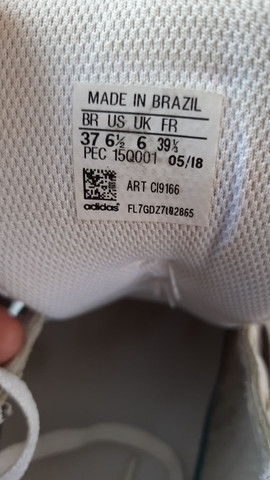 MADE IN BRAZIL
BR US UK FR
37 6½ 6 39⅓
PEC 15Q001 05/18
ART CI9166
adidas FL7GDZ7102865